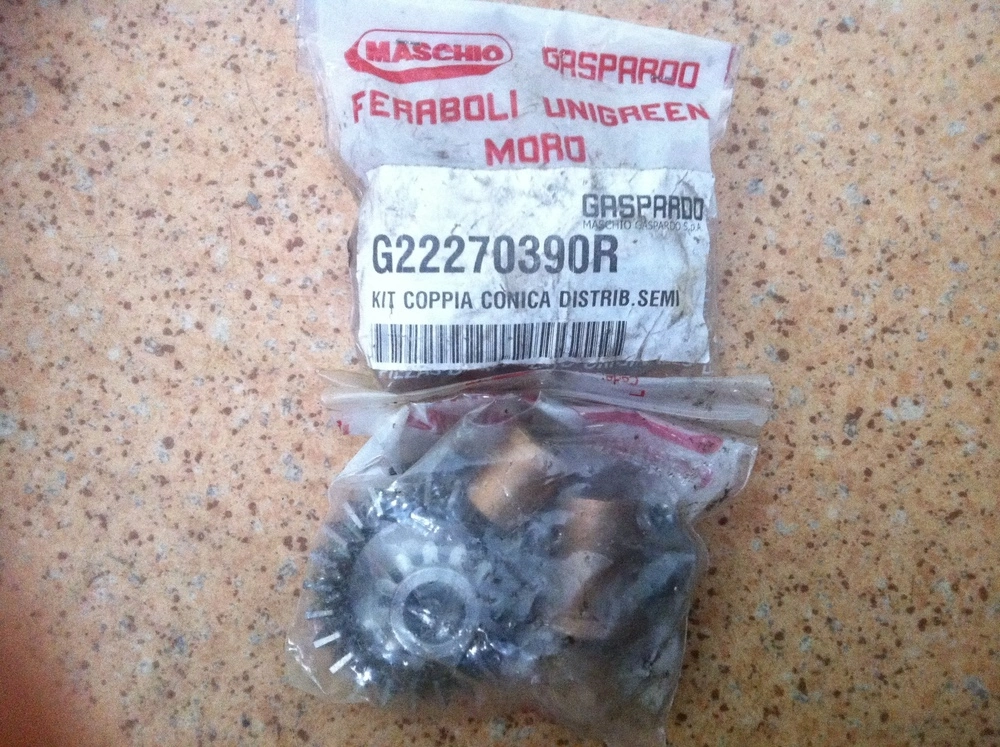 MASCHIO GASPARDO
FERABOLI UNIGREEN
MORO
GASPARDO
MASCHIO GASPARDO S.p.A
G22270390R
KIT COPPIA CONICA DISTRIB.SEMI